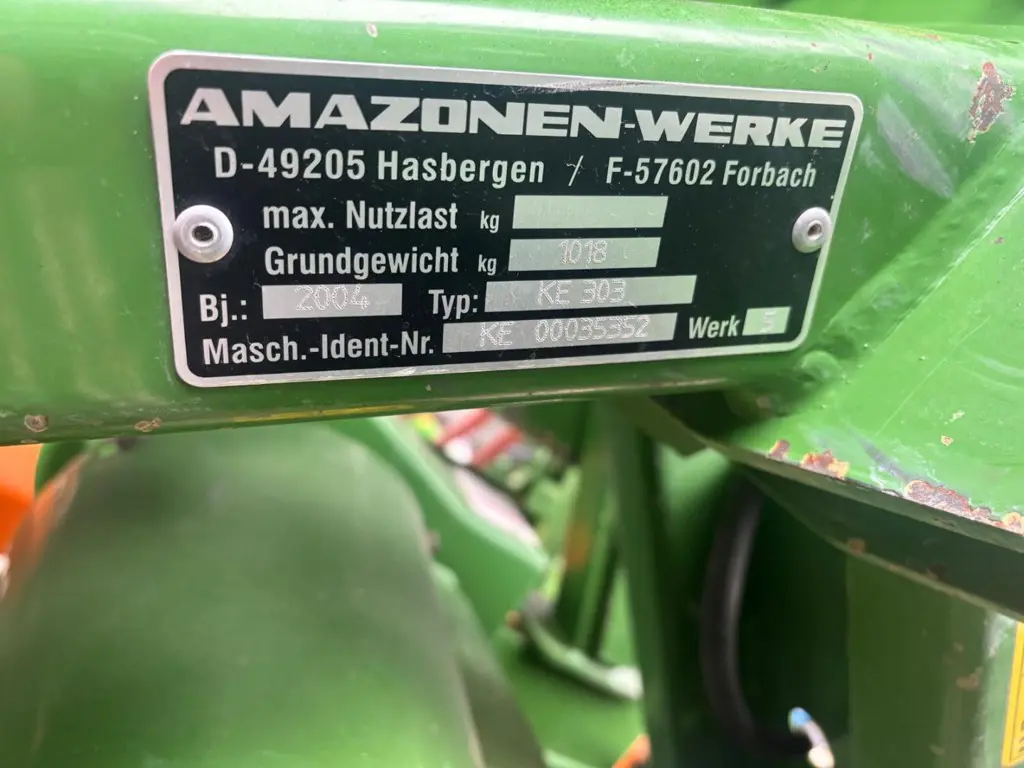 AMAZONEN-WERKE
D-49205 Hasbergen / F-57602 Forbach
max. Nutzlast kg
Grundgewicht kg 1018
Bj.: 2004 Typ: KE 303
Masch.-Ident-Nr. KE 00035352 Werk 5